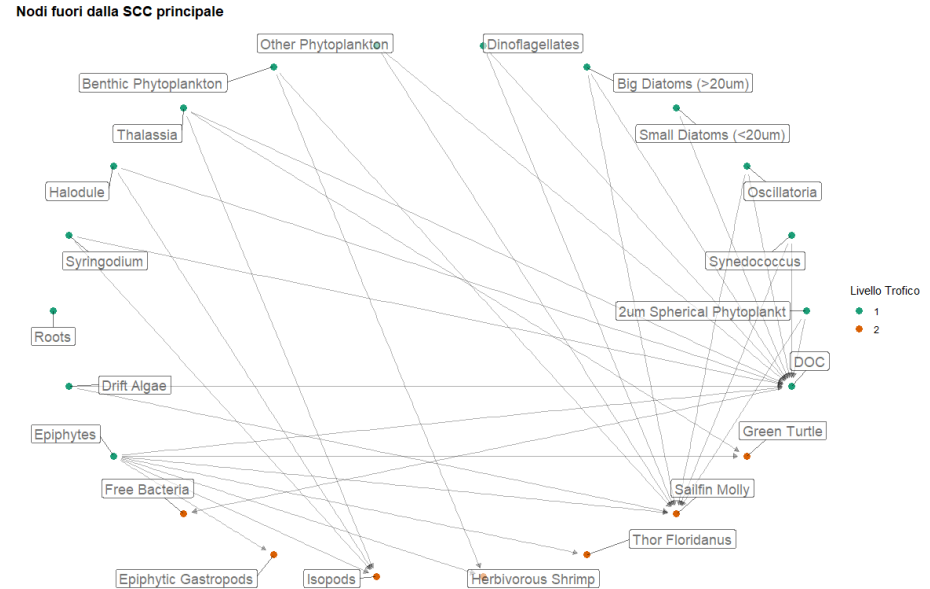 Nodi fuori dalla SCC principale
Other Phytoplankton
Dinoflagellates
Benthic Phytoplankton
Big Diatoms (>20um)
Thalassia
Small Diatoms (<20um)
Halodule
Oscillatoria
Syringodium
Synedococcus
Livello Trofico
1
2
2um Spherical Phytoplankt
Roots
DOC
Drift Algae
Epiphytes
Green Turtle
Free Bacteria
Sailfin Molly
Thor Floridanus
Epiphytic Gastropods
Isopods
Herbivorous Shrimp